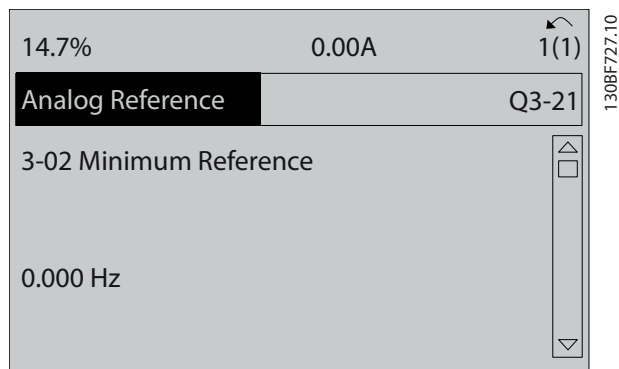 14.7% 0.00A 1(1)
Analog Reference Q3-21
3-02 Minimum Reference
0.000 Hz
130BF727.10